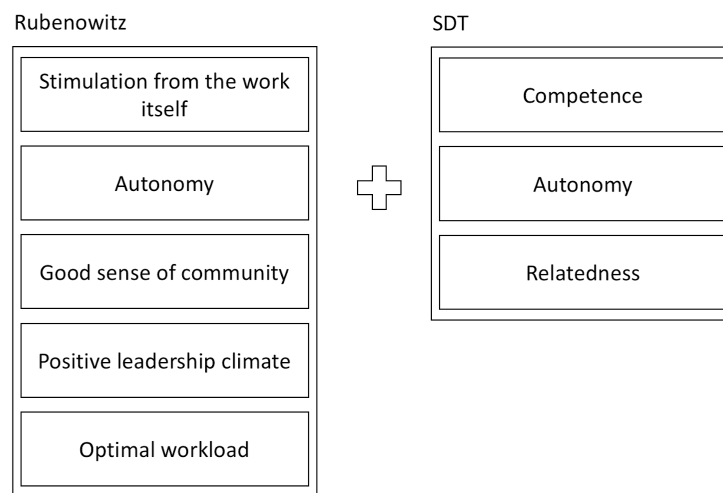 Rubenowitz
Stimulation from the work
itself
Autonomy
Good sense of community
Positive leadership climate
Optimal workload
SDT
Competence
Autonomy
Relatedness